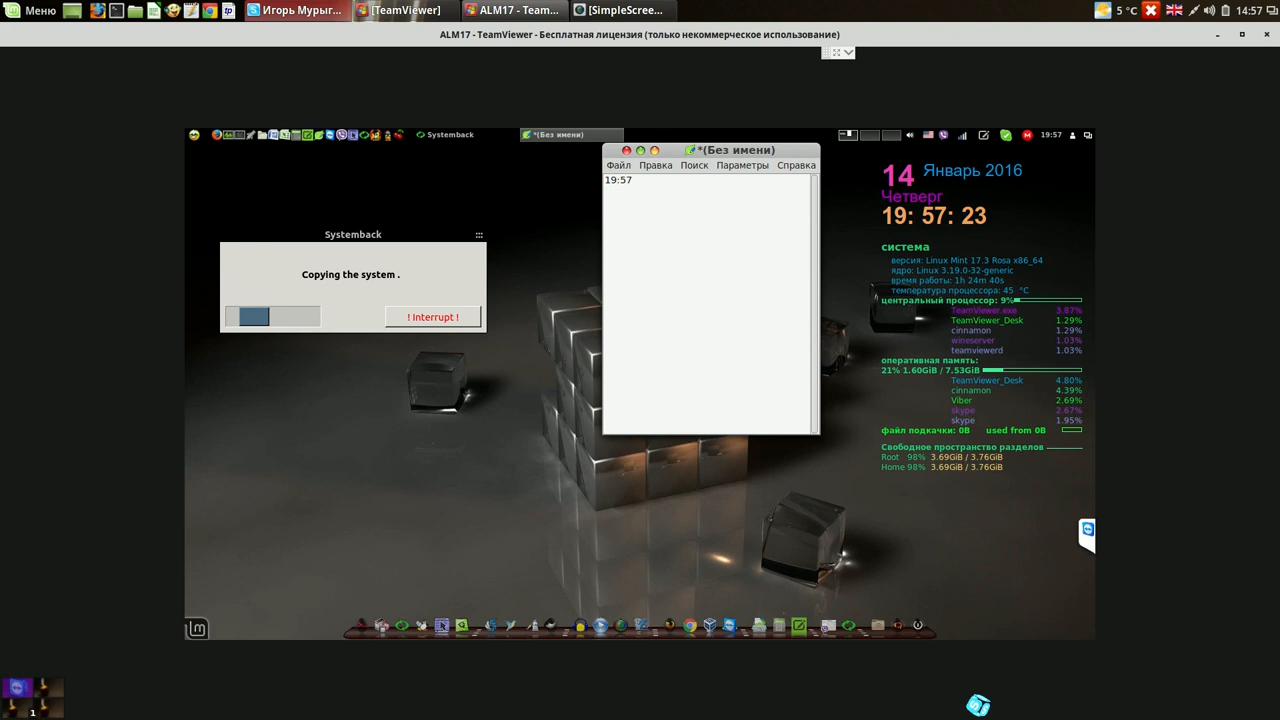 Меню
Игорь Мурыг...
[TeamViewer]
ALM17 - Team...
[SimpleScree...
5 °C
14:57
ALM17 - TeamViewer - Бесплатная лицензия (только некоммерческое использование)
Systemback
*(Без имени)
19:57
*(Без имени)
Файл Правка Поиск Параметры Справка
19:57
Systemback
Copying the system .
! Interrupt !
14 Январь 2016
Четверг
19: 57: 23
система
версия: Linux Mint 17.3 Rosa x86_64
ядро: Linux 3.19.0-32-generic
время работы: 1h 24m 40s
температура процессора: 45 °C
центральный процессор: 9%
TeamViewer.exe 3.87%
TeamViewer_Desk 1.29%
cinnamon 1.29%
wineserver 1.03%
teamviewerd 1.03%
оперативная память:
21% 1.60GiB / 7.53GiB
TeamViewer_Desk 4.80%
cinnamon 4.39%
Viber 2.69%
skype 2.67%
skype 1.95%
файл подкачки: 0B used from 0B
Свободное пространство разделов
Root 98% 3.69GiB / 3.76GiB
Home 98% 3.69GiB / 3.76GiB
1